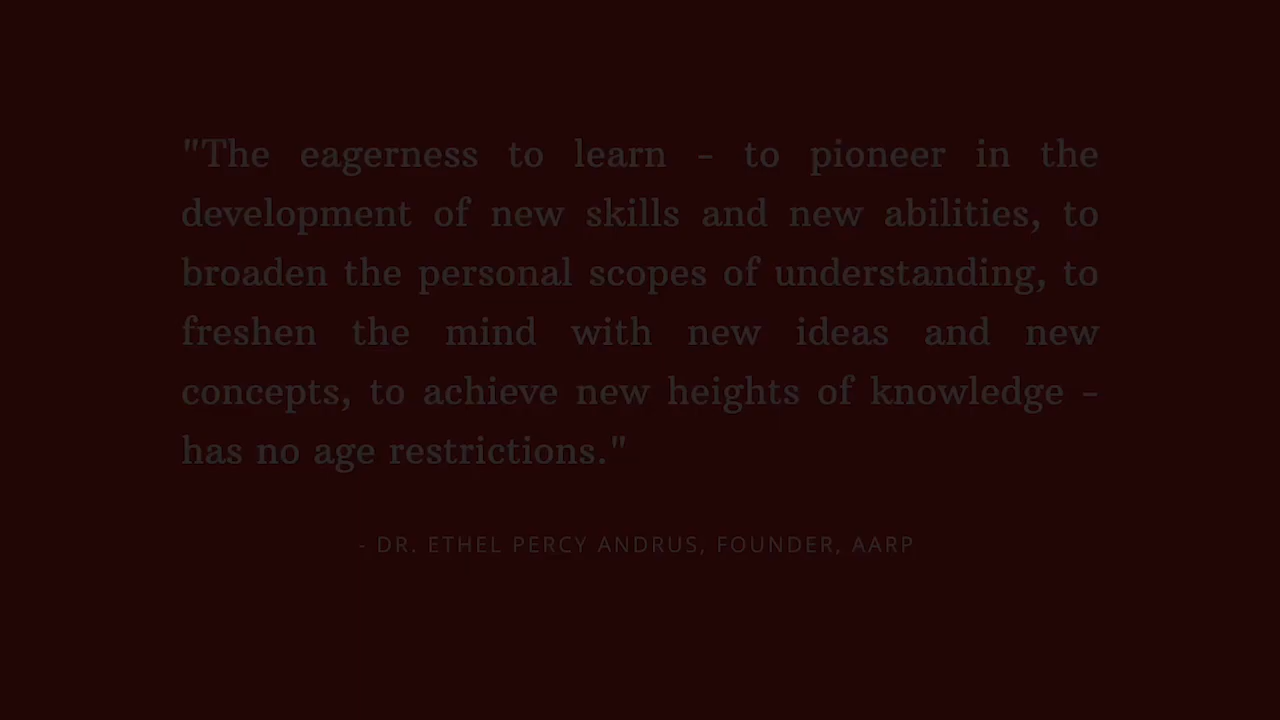 "The eagerness to learn - to pioneer in the
development of new skills and new abilities, to
broaden the personal scopes of understanding, to
freshen the mind with new ideas and new
concepts, to achieve new heights of knowledge -
has no age restrictions."
- DR. ETHEL PERCY ANDRUS, FOUNDER, AARP